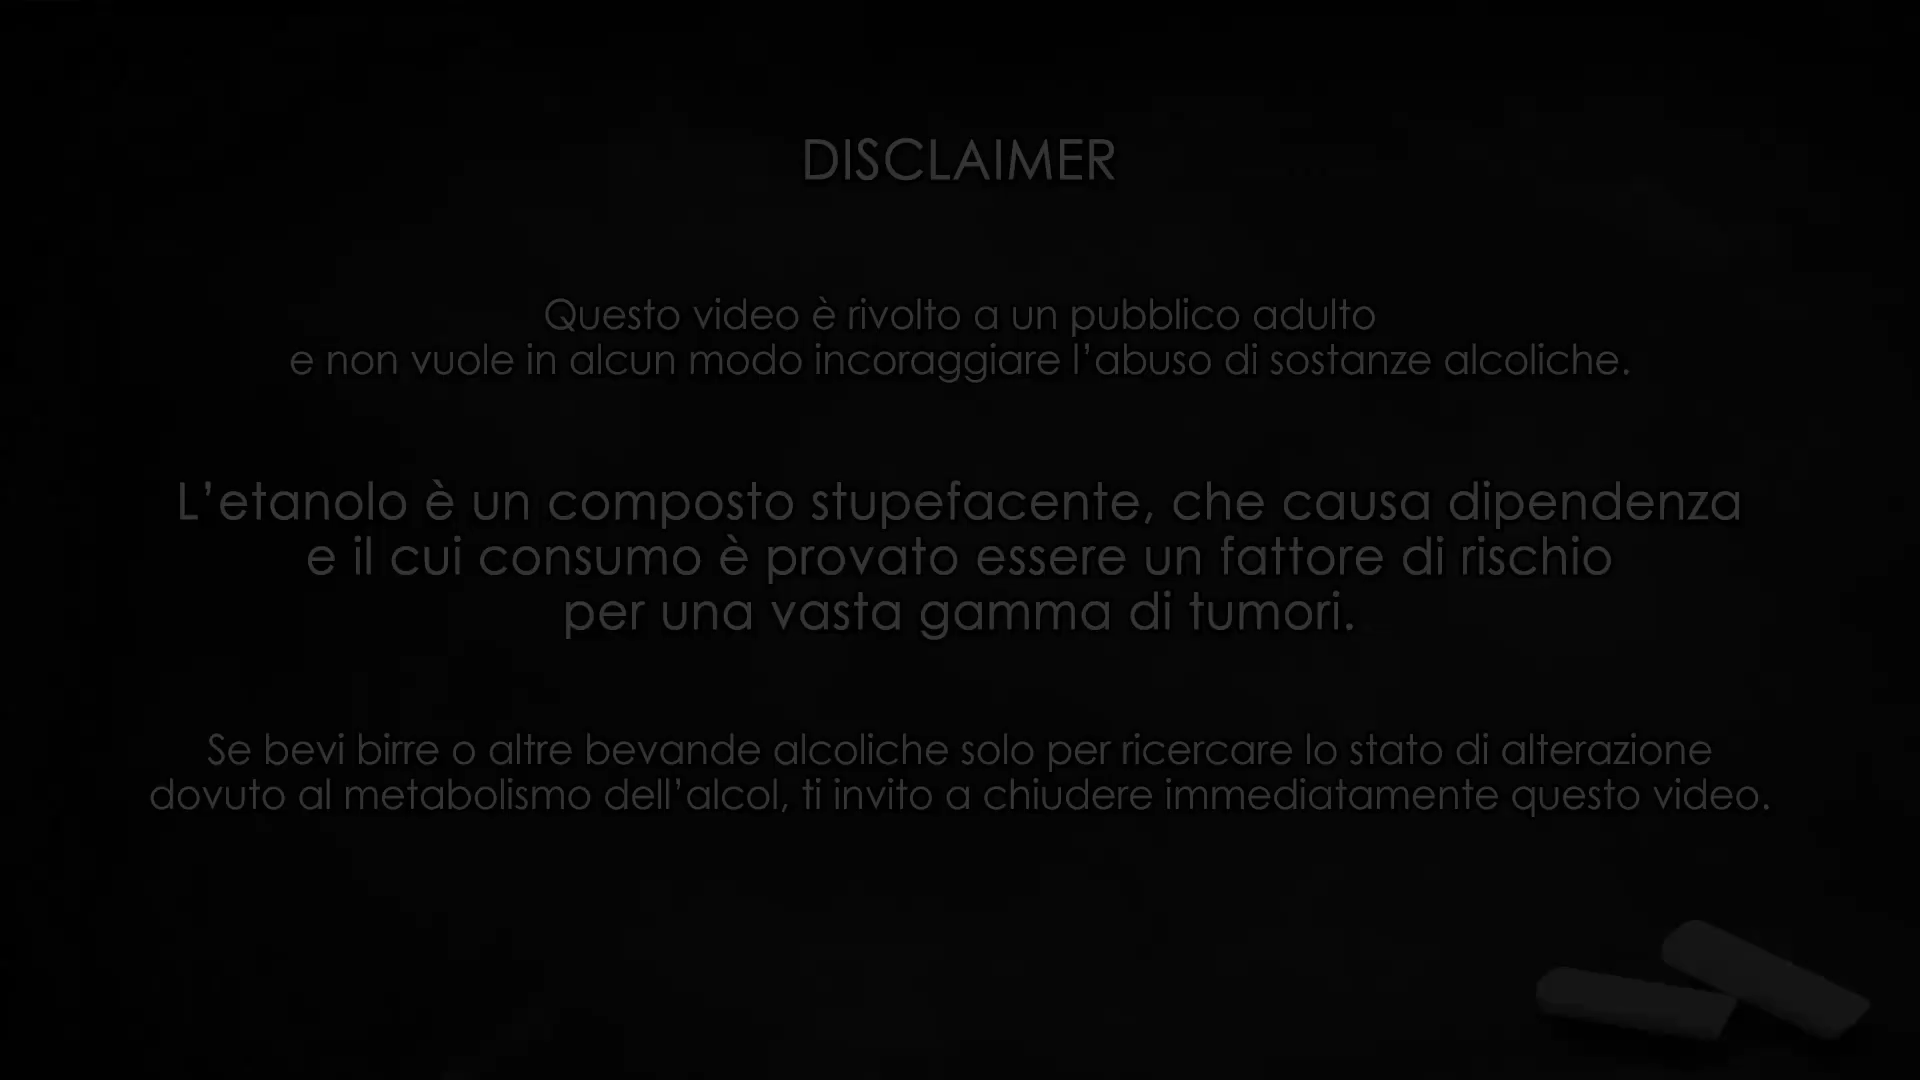 DISCLAIMER
Questo video è rivolto a un pubblico adulto
e non vuole in alcun modo incoraggiare l’abuso di sostanze alcoliche.
L’etanolo è un composto stupefacente, che causa dipendenza
e il cui consumo è provato essere un fattore di rischio
per una vasta gamma di tumori.
Se bevi birre o altre bevande alcoliche solo per ricercare lo stato di alterazione
dovuto al metabolismo dell’alcol, ti invito a chiudere immediatamente questo video.